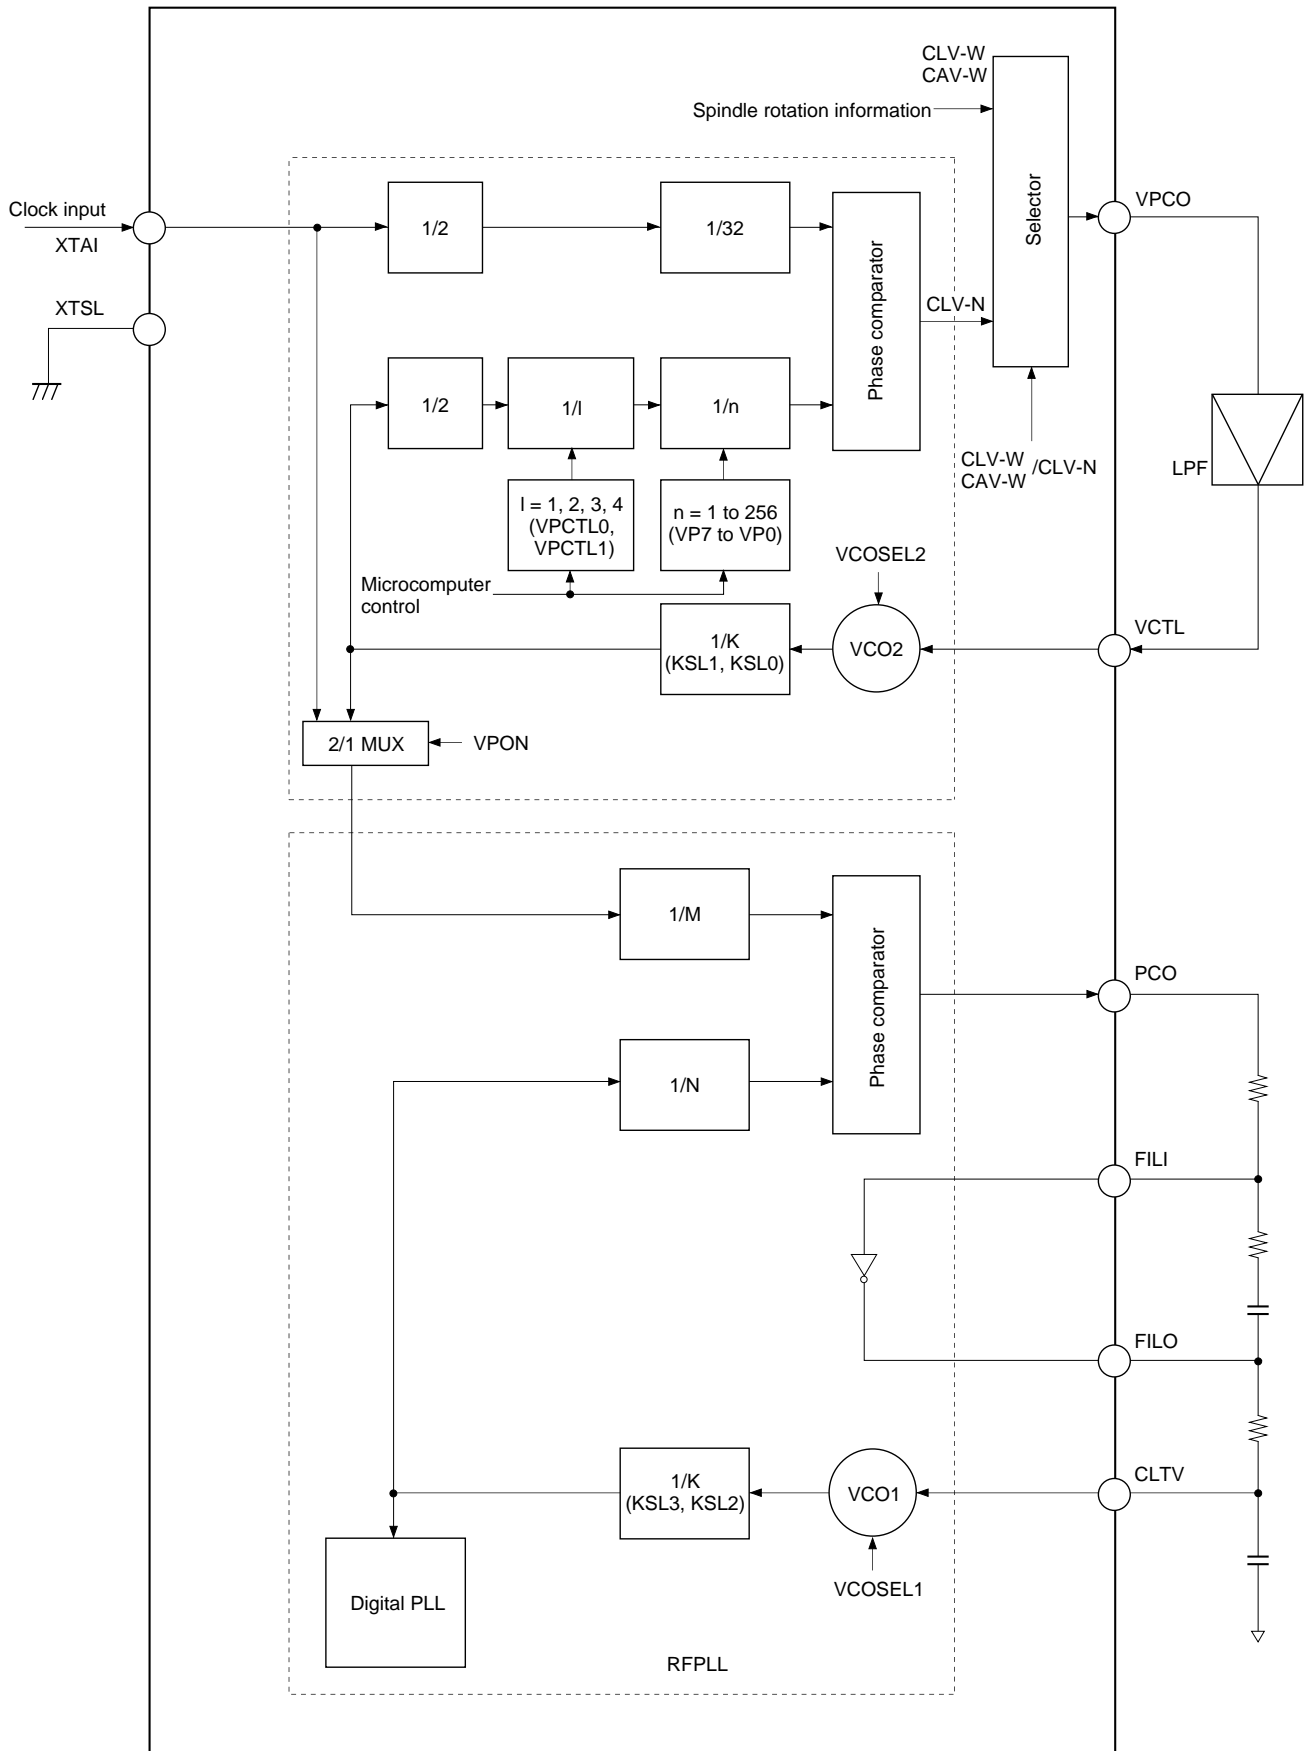 CLV-W
CAV-W
Spindle rotation information
Clock input
XTAI
1/2
1/32
Phase comparator
Selector
VPCO
XTSL
CLV-N
1/2
1/l
1/n
CLV-W
CAV-W
/CLV-N
LPF
l = 1, 2, 3, 4
(VPCTL0,
VPCTL1)
n = 1 to 256
(VP7 to VP0)
Microcomputer
control
VCOSEL2
1/K
(KSL1, KSL0)
VCO2
VCTL
2/1 MUX
VPON
1/M
Phase comparator
PCO
1/N
FILI
FILO
1/K
(KSL3, KSL2)
VCO1
CLTV
VCOSEL1
Digital PLL
RFPLL